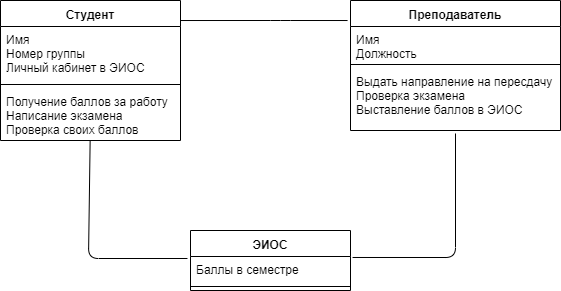 Студент
Имя
Номер группы
Личный кабинет в ЭИОС
Получение баллов за работу
Написание экзамена
Проверка своих баллов
Преподаватель
Имя
Должность
Выдать направление на пересдачу
Проверка экзамена
Выставление баллов в ЭИОС
ЭИОС
Баллы в семестре